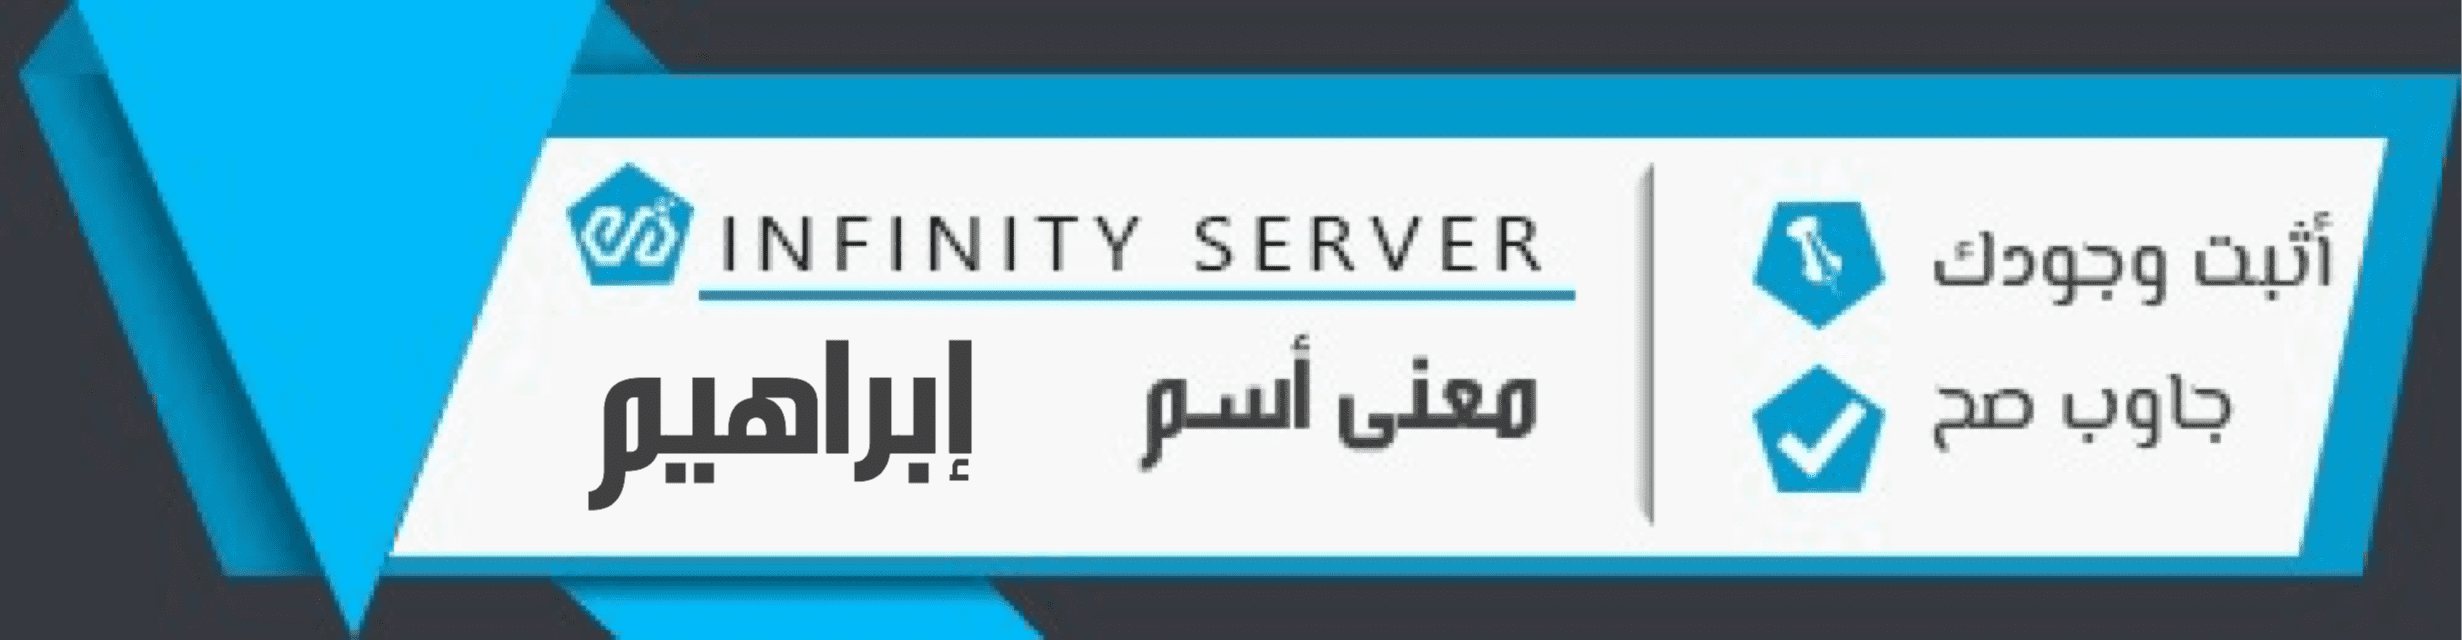 INFINITY SERVER
معنى أسم إبراهيم
أثبت وجودك
جاوب صح